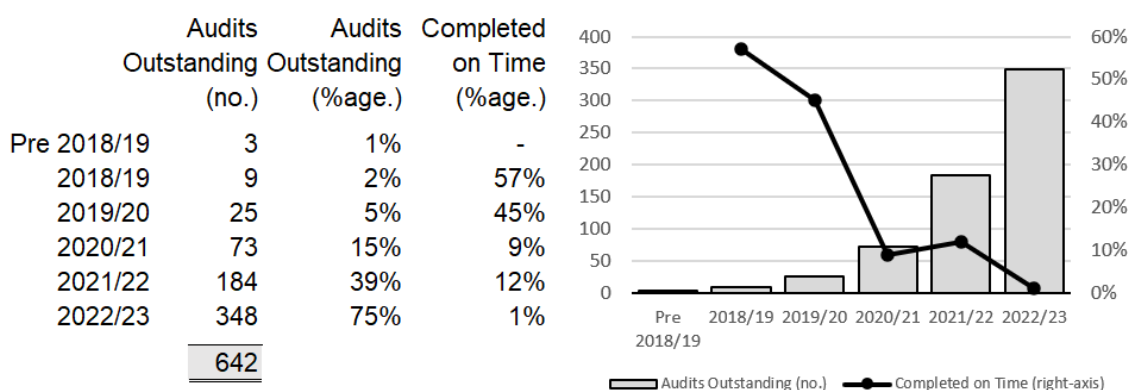 Audits Audits Completed
Outstanding Outstanding on Time
(no.) (%age.) (%age.)
Pre 2018/19 3 1% -
2018/19 9 2% 57%
2019/20 25 5% 45%
2020/21 73 15% 9%
2021/22 184 39% 12%
2022/23 348 75% 1%
642
400 60%
350
50%
300
40%
250
200
30%
150
20%
100
10%
50
0 0%
Pre 2018/19 2018/19 2019/20 2020/21 2021/22 2022/23
Audits Outstanding (no.) Completed on Time (right-axis)